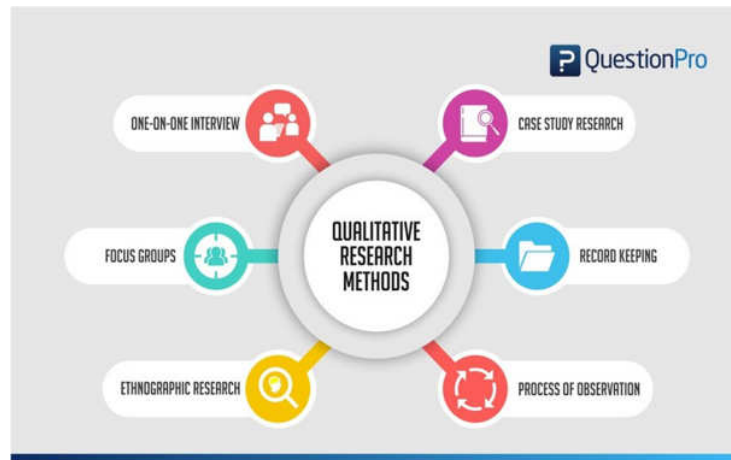 QuestionPro
ONE-ON-ONE INTERVIEW
CASE STUDY RESEARCH
QUALITATIVE
RESEARCH
METHODS
FOCUS GROUPS
RECORD KEEPING
ETHNOGRAPHIC RESEARCH
PROCESS OF OBSERVATION